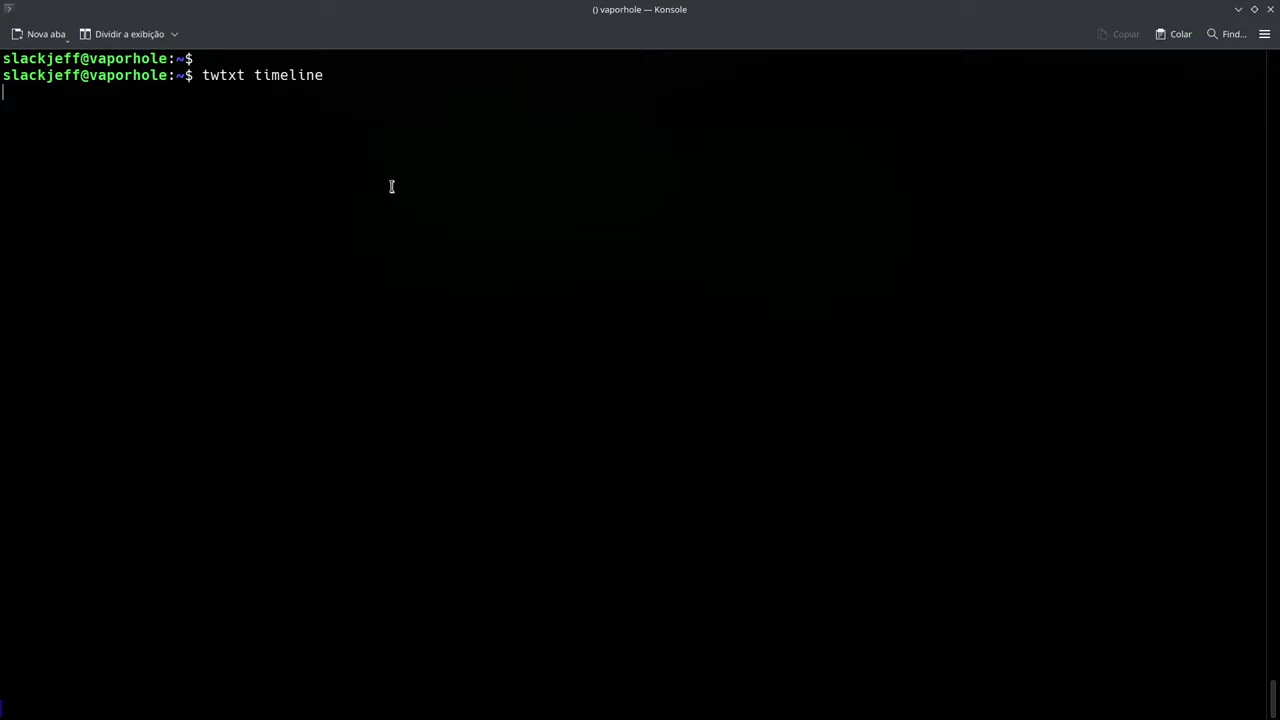 () vaporhole — Konsole
Nova aba Dividir a exibição Copiar Colar Find...
slackjeff@vaporhole:~$
slackjeff@vaporhole:~$ twtxt timeline